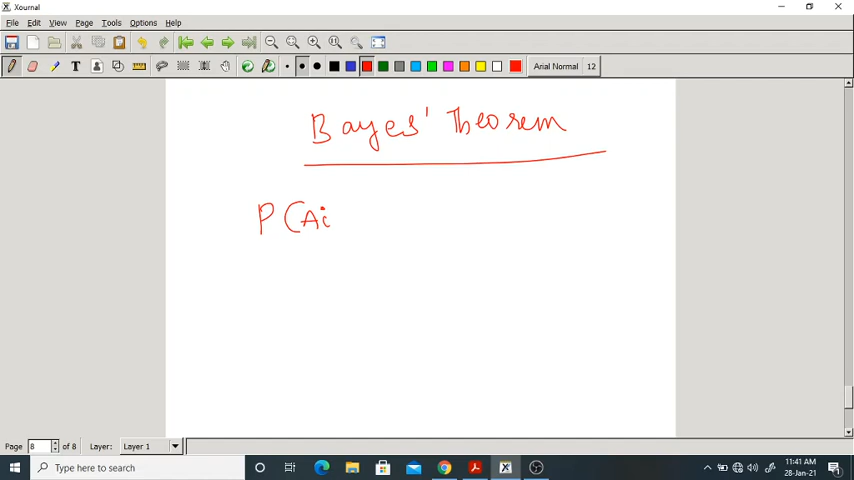 Xournal
File Edit View Page Tools Options Help
Arial Normal 12
Bayes' Theorem
P(Ai
Page 8 of 8 Layer: Layer 1
Type here to search
11:41 AM
28-Jan-21